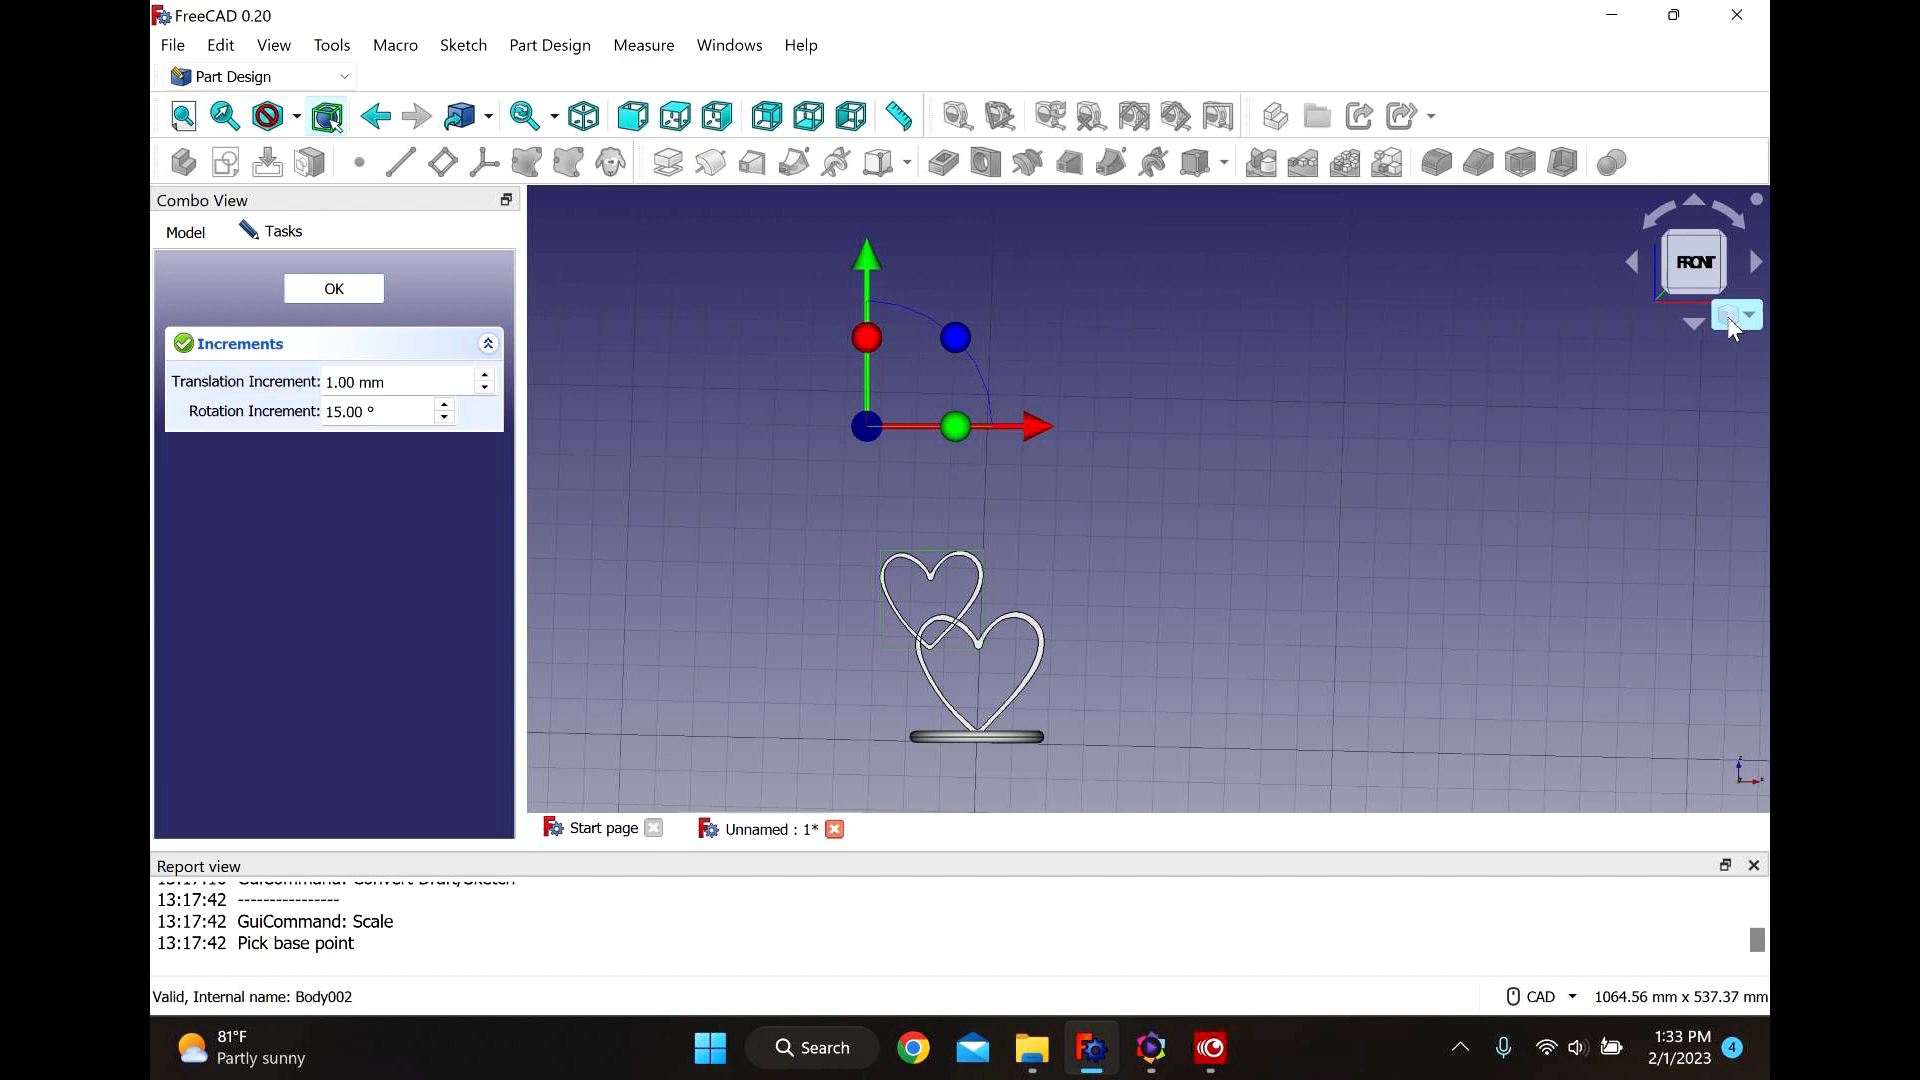 FreeCAD 0.20
File Edit View Tools Macro Sketch Part Design Measure Windows Help
Part Design
Combo View
Model Tasks
OK
Increments
Translation Increment: 1.00 mm
Rotation Increment: 15.00 °
FRONT
z
x
Start page Unnamed : 1*
Report view
13:17:42 ----------------
13:17:42 GuiCommand: Scale
13:17:42 Pick base point
Valid, Internal name: Body002
CAD 1064.56 mm x 537.37 mm
81°F
Partly sunny
Search
1:33 PM
2/1/2023
4